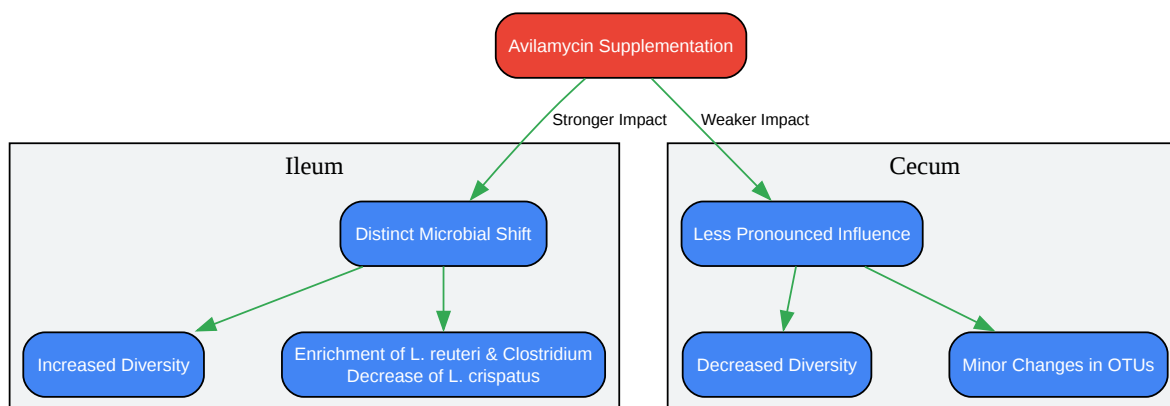 Avilamycin Supplementation
Stronger Impact
Weaker Impact
Ileum
Cecum
Distinct Microbial Shift
Less Pronounced Influence
Increased Diversity
Enrichment of L. reuteri & Clostridium
Decrease of L. crispatus
Decreased Diversity
Minor Changes in OTUs